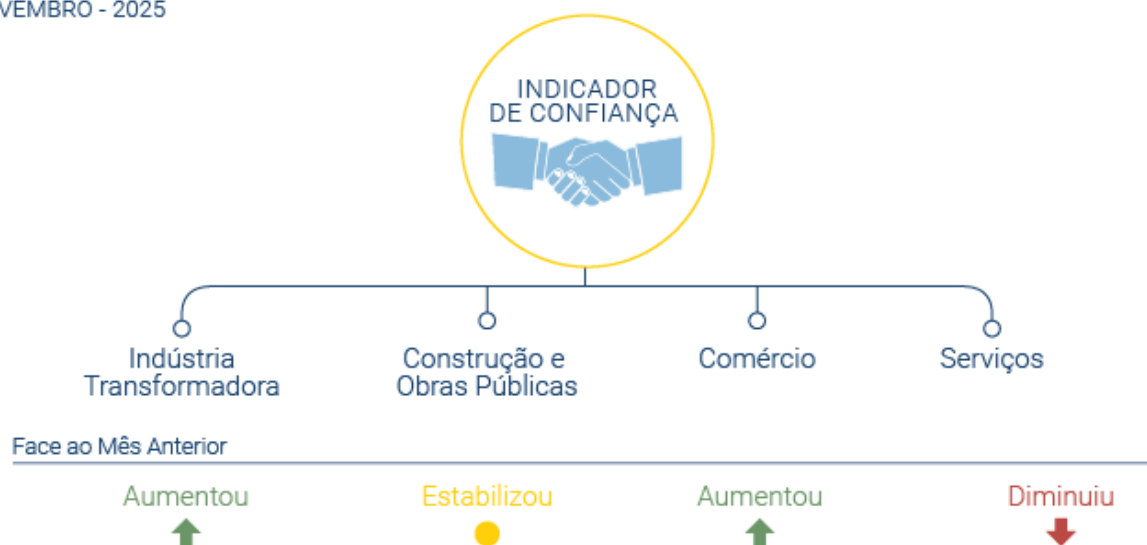 VEMBRO - 2025
INDICADOR
DE CONFIANÇA
Indústria
Transformadora
Construção e
Obras Públicas
Comércio
Serviços
Face ao Mês Anterior
Aumentou
Estabilizou
Aumentou
Diminuiu